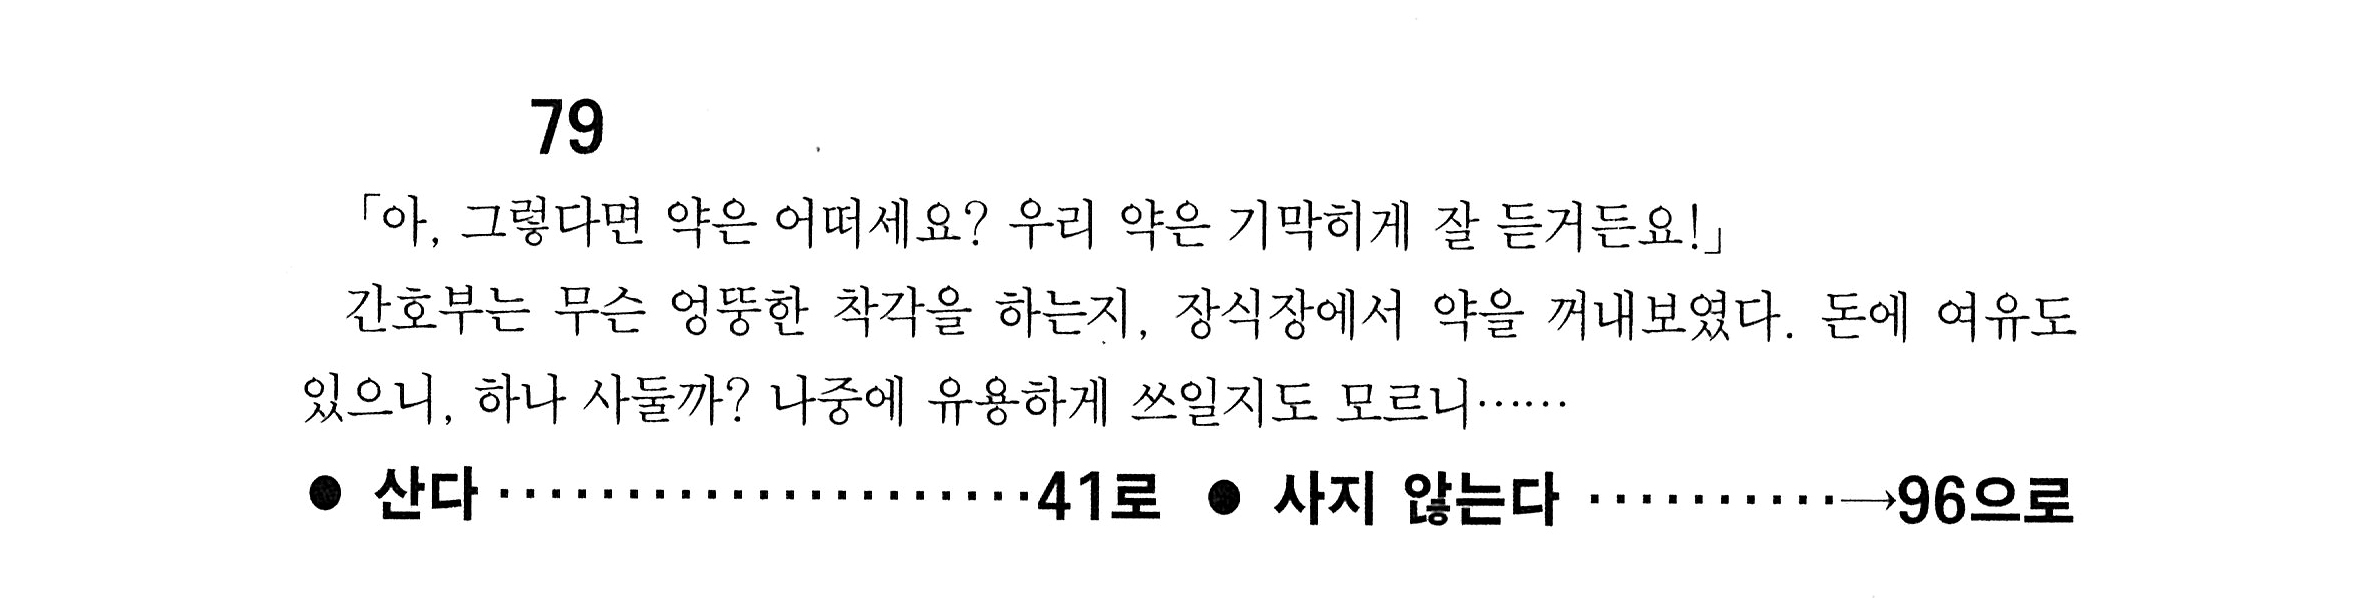 79
「아, 그렇다면 약은 어떠세요? 우리 약은 기막히게 잘 듣거든요!」
간호부는 무슨 엉뚱한 착각을 하는지, 장식장에서 약을 꺼내보였다. 돈에 여유도
있으니, 하나 사둘까? 나중에 유용하게 쓰일지도 모르니……
● 산다 ·····················41로 ● 사지 않는다 ··········→96으로